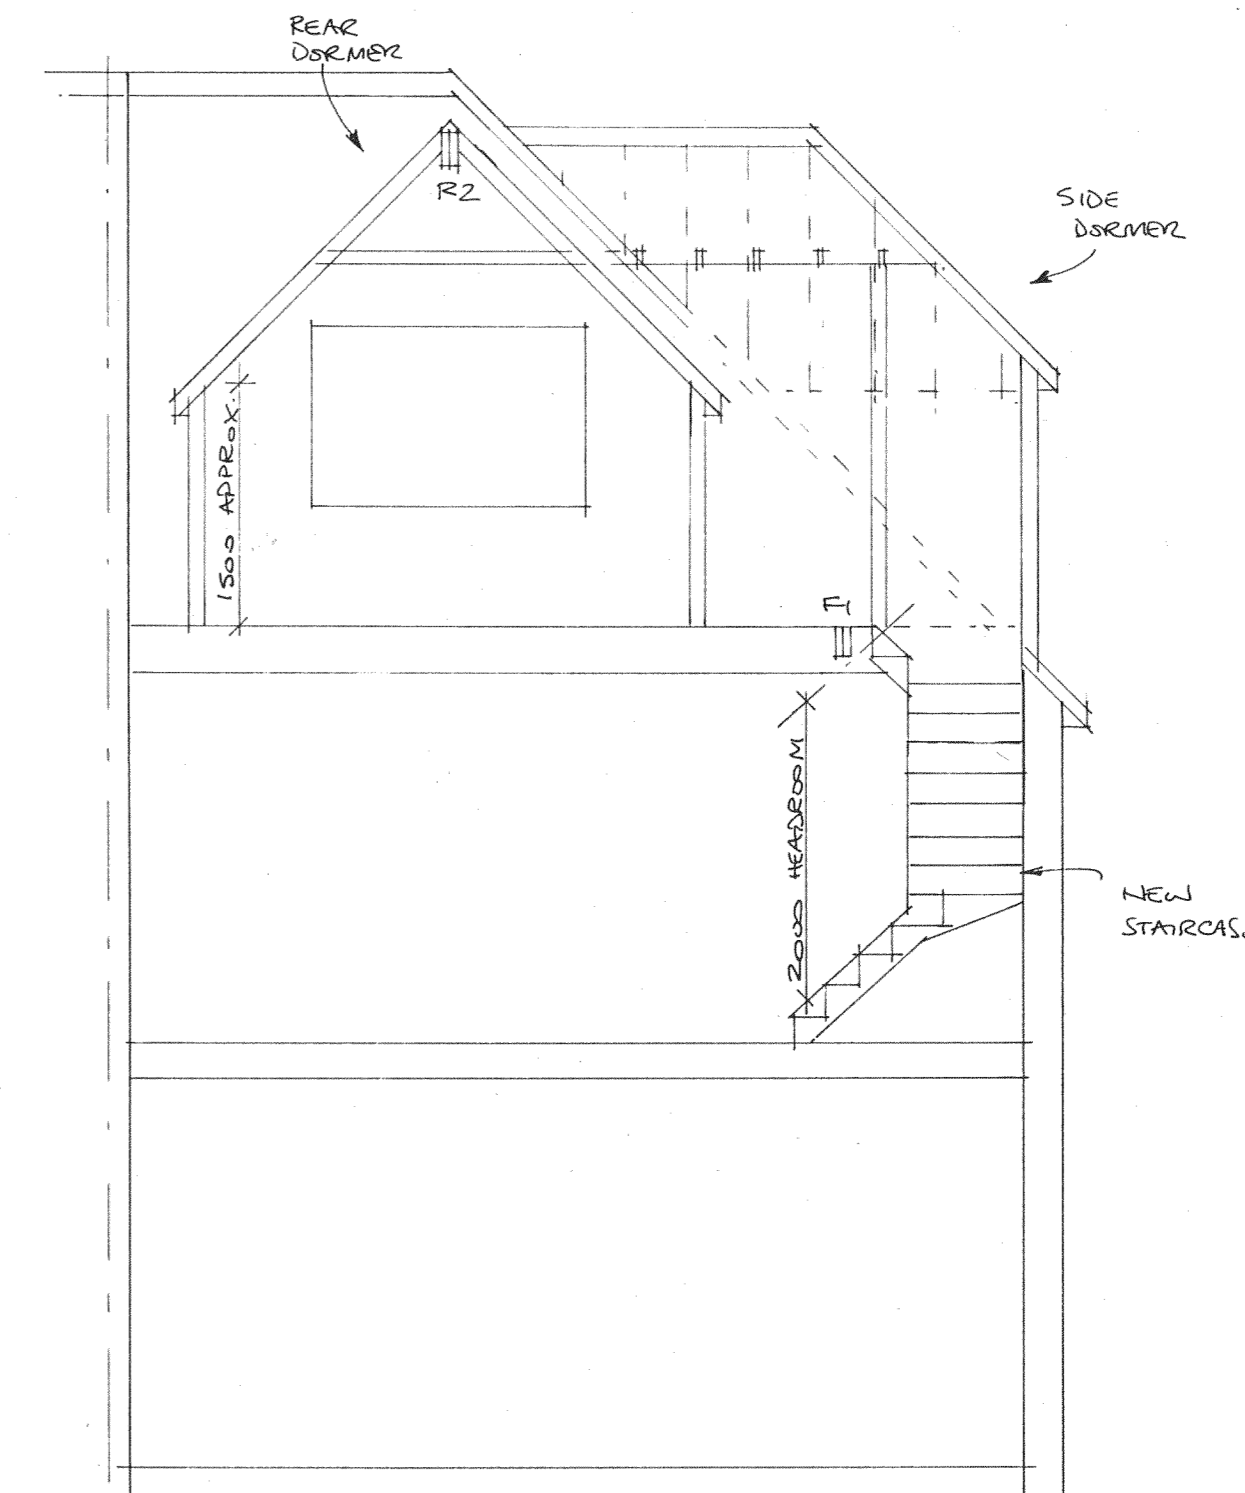 REAR
DORMER
R2
SIDE
DORMER
1500 APPROX.
F1
2000 HEADROOM
NEW
STAIRCAS